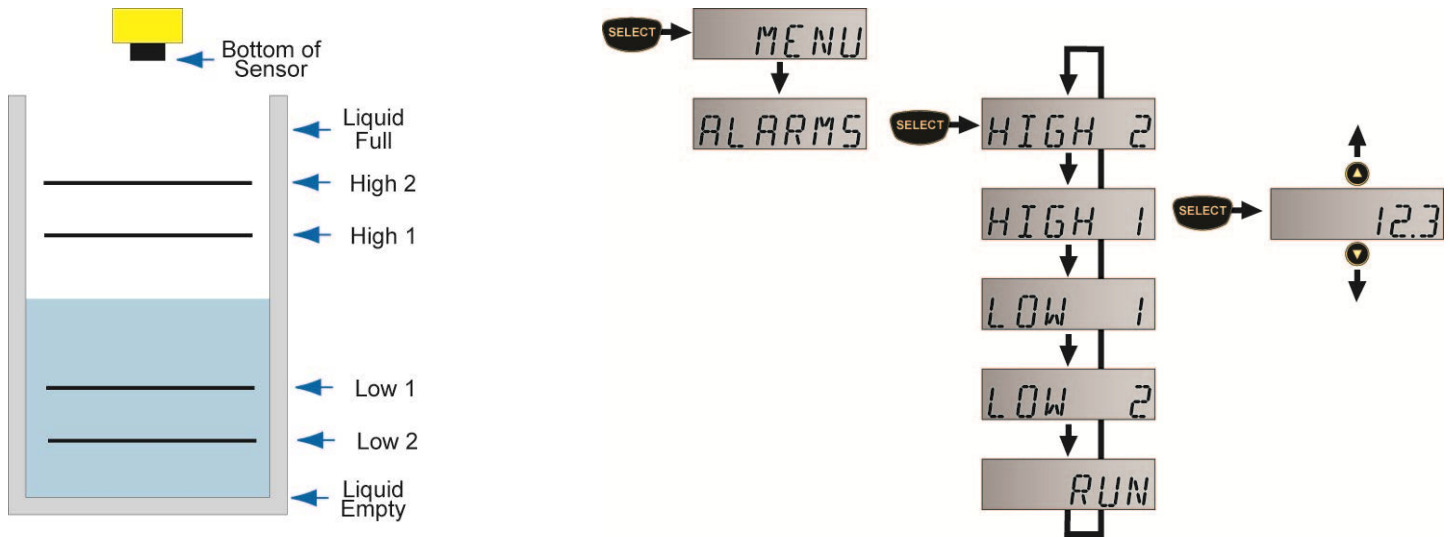 Bottom of
Sensor
Liquid
Full
High 2
High 1
Low 1
Low 2
Liquid
Empty
SELECT
MENU
ALARMS
SELECT
HIGH 2
HIGH 1
LOW 1
LOW 2
RUN
SELECT
12.3